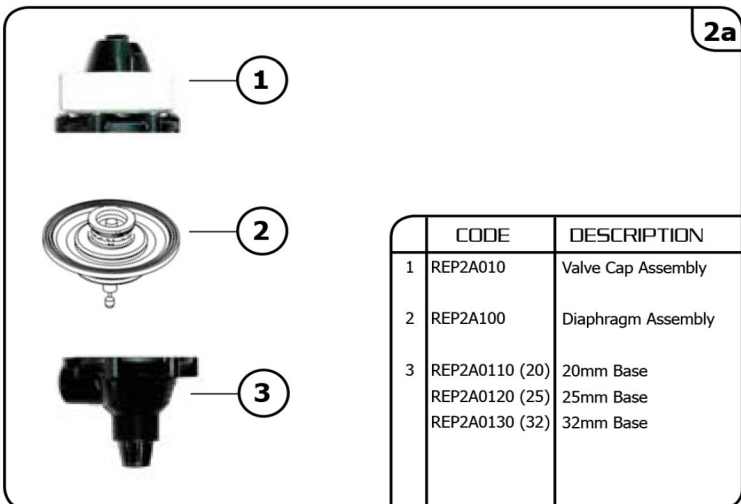 2a
1
2
3
CODE DESCRIPTION
1 REP2A010 Valve Cap Assembly
2 REP2A100 Diaphragm Assembly
3 REP2A0110 (20) 20mm Base
REP2A0120 (25) 25mm Base
REP2A0130 (32) 32mm Base